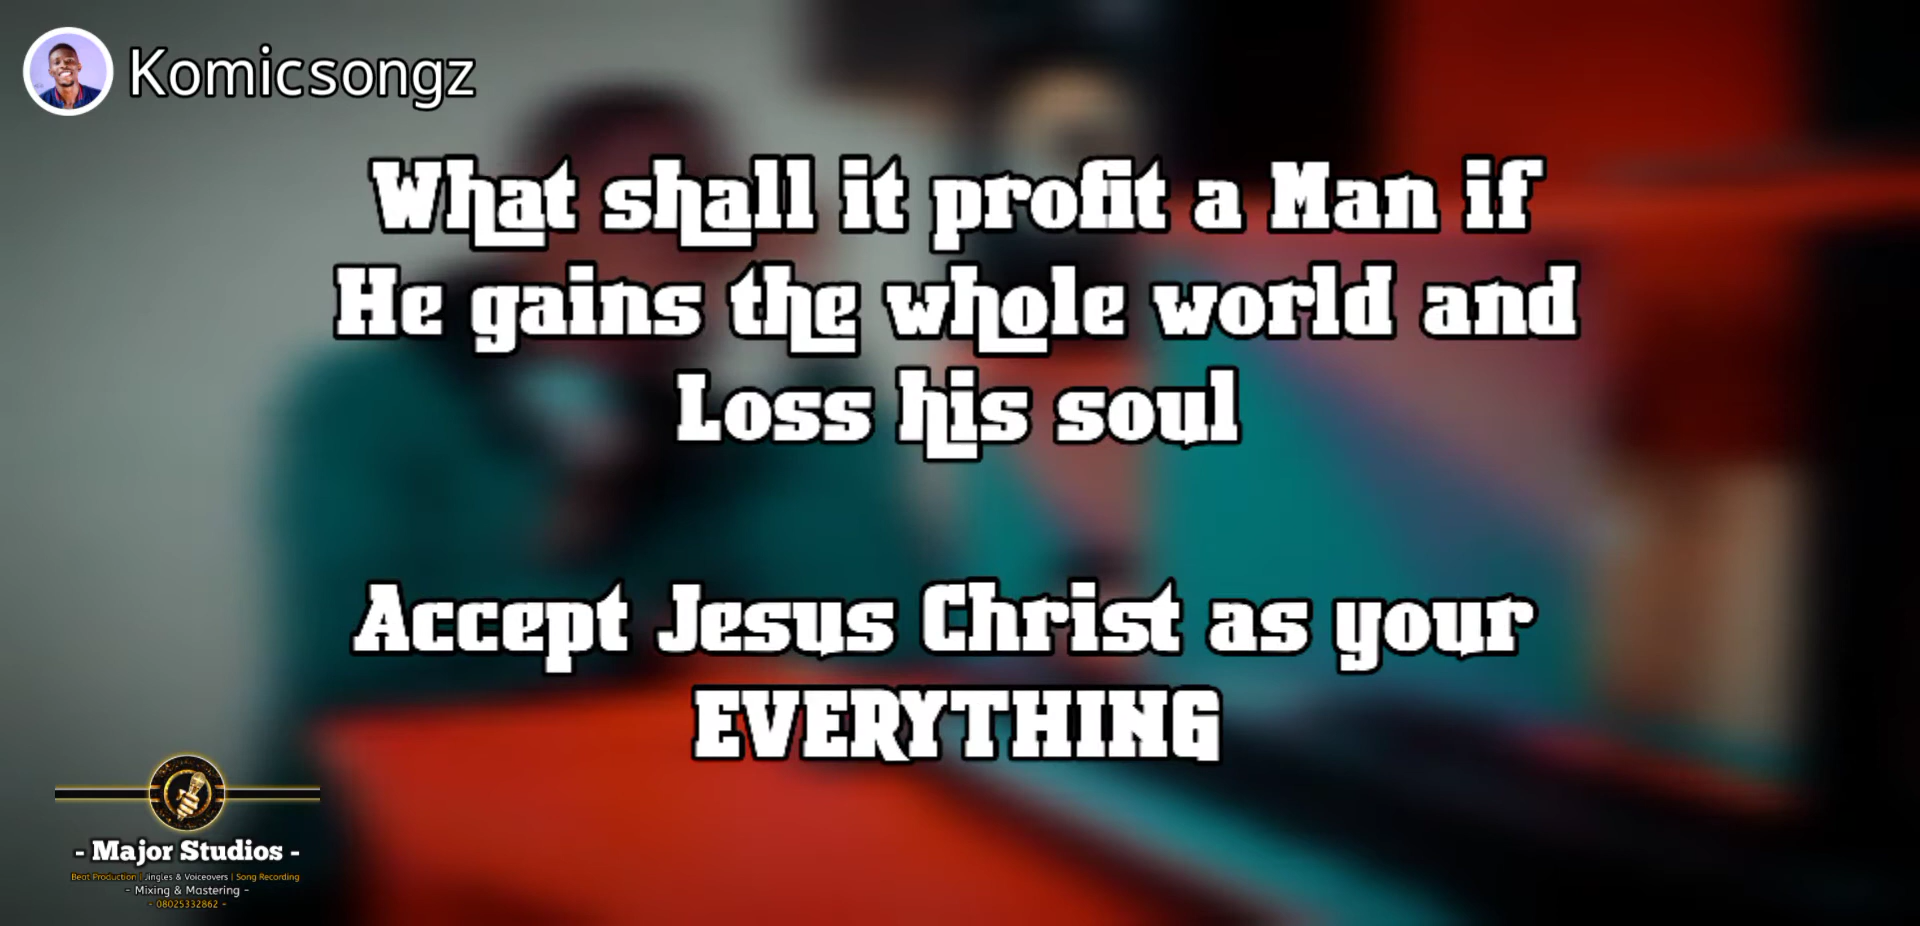 Komicsongz
What shall it profit a Man if
He gains the whole world and
Loss his soul
Accept Jesus Christ as your
EVERYTHING
- Major Studios -
Beat Production | Jingles & Voiceovers | Song Recording
- Mixing & Mastering -
- 08025332862 -